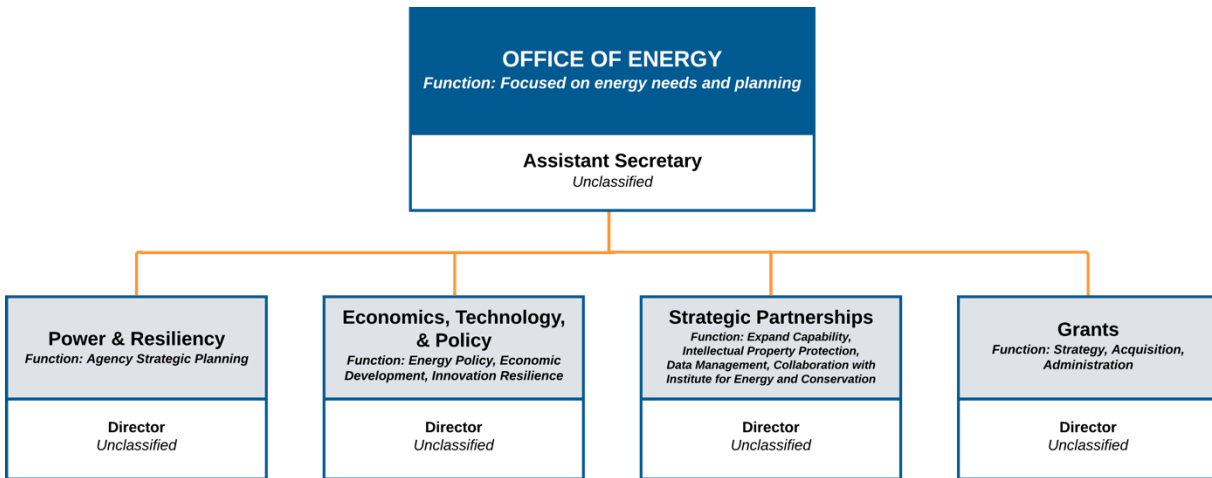 OFFICE OF ENERGY
Function: Focused on energy needs and planning
Assistant Secretary
Unclassified
Power & Resiliency
Function: Agency Strategic Planning
Director
Unclassified
Economics, Technology,
& Policy
Function: Energy Policy, Economic
Development, Innovation Resilience
Director
Unclassified
Strategic Partnerships
Function: Expand Capability,
Intellectual Property Protection,
Data Management, Collaboration with
Institute for Energy and Conservation
Director
Unclassified
Grants
Function: Strategy, Acquisition,
Administration
Director
Unclassified